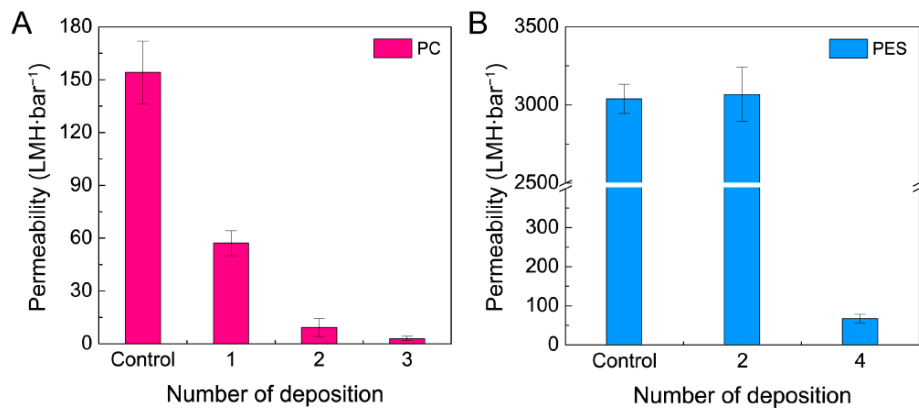 A
Permeability (LMH·bar⁻¹)
180
150
120
90
60
30
0
PC
Control 1 2 3
Number of deposition
B
Permeability (LMH·bar⁻¹)
3500
3000
2500
300
200
100
0
PES
Control 2 4
Number of deposition